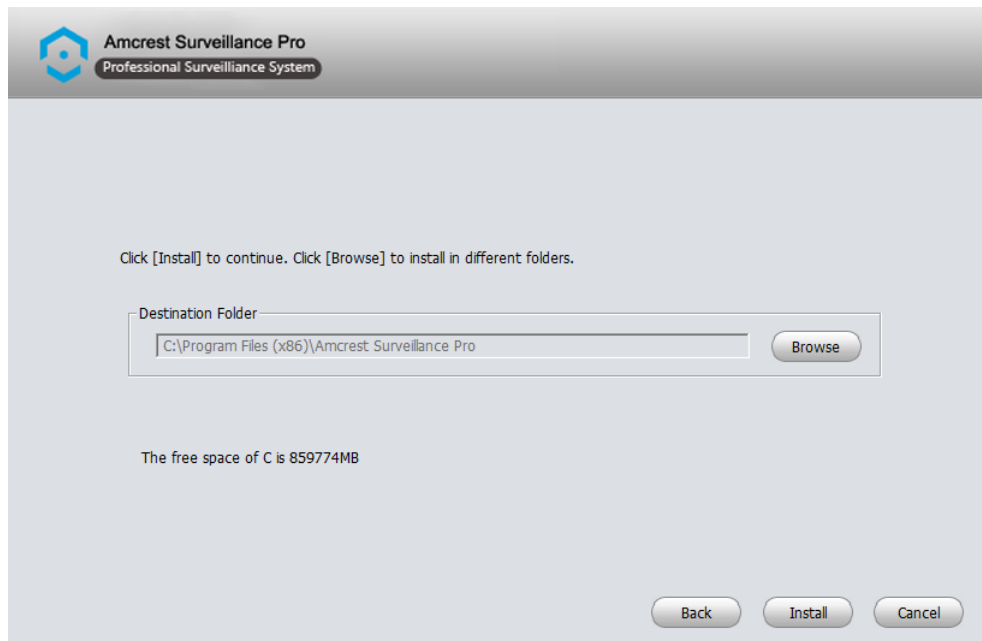 Amcrest Surveillance Pro
Professional Surveilliance System
Click [Install] to continue. Click [Browse] to install in different folders.
Destination Folder
C:\Program Files (x86)\Amcrest Surveillance Pro
Browse
The free space of C is 859774MB
Back
Install
Cancel